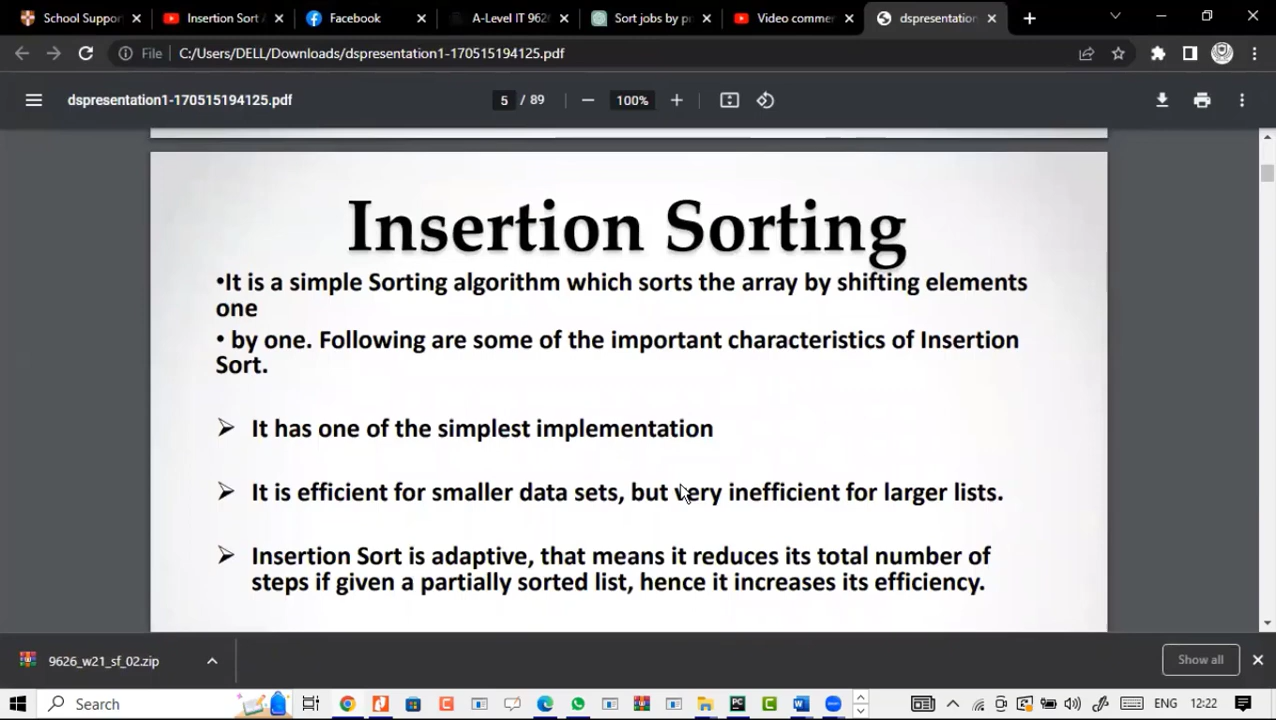 School Suppor
Insertion Sort A
Facebook
A-Level IT 962
Sort jobs by pr
Video comme
dspresentation
File
C:/Users/DELL/Downloads/dspresentation1-170515194125.pdf
dspresentation1-170515194125.pdf
5 / 89
100%
Insertion Sorting
•It is a simple Sorting algorithm which sorts the array by shifting elements
one
• by one. Following are some of the important characteristics of Insertion
Sort.
➢ It has one of the simplest implementation
➢ It is efficient for smaller data sets, but very inefficient for larger lists.
➢ Insertion Sort is adaptive, that means it reduces its total number of
steps if given a partially sorted list, hence it increases its efficiency.
9626_w21_sf_02.zip
Show all
Search
ENG
12:22